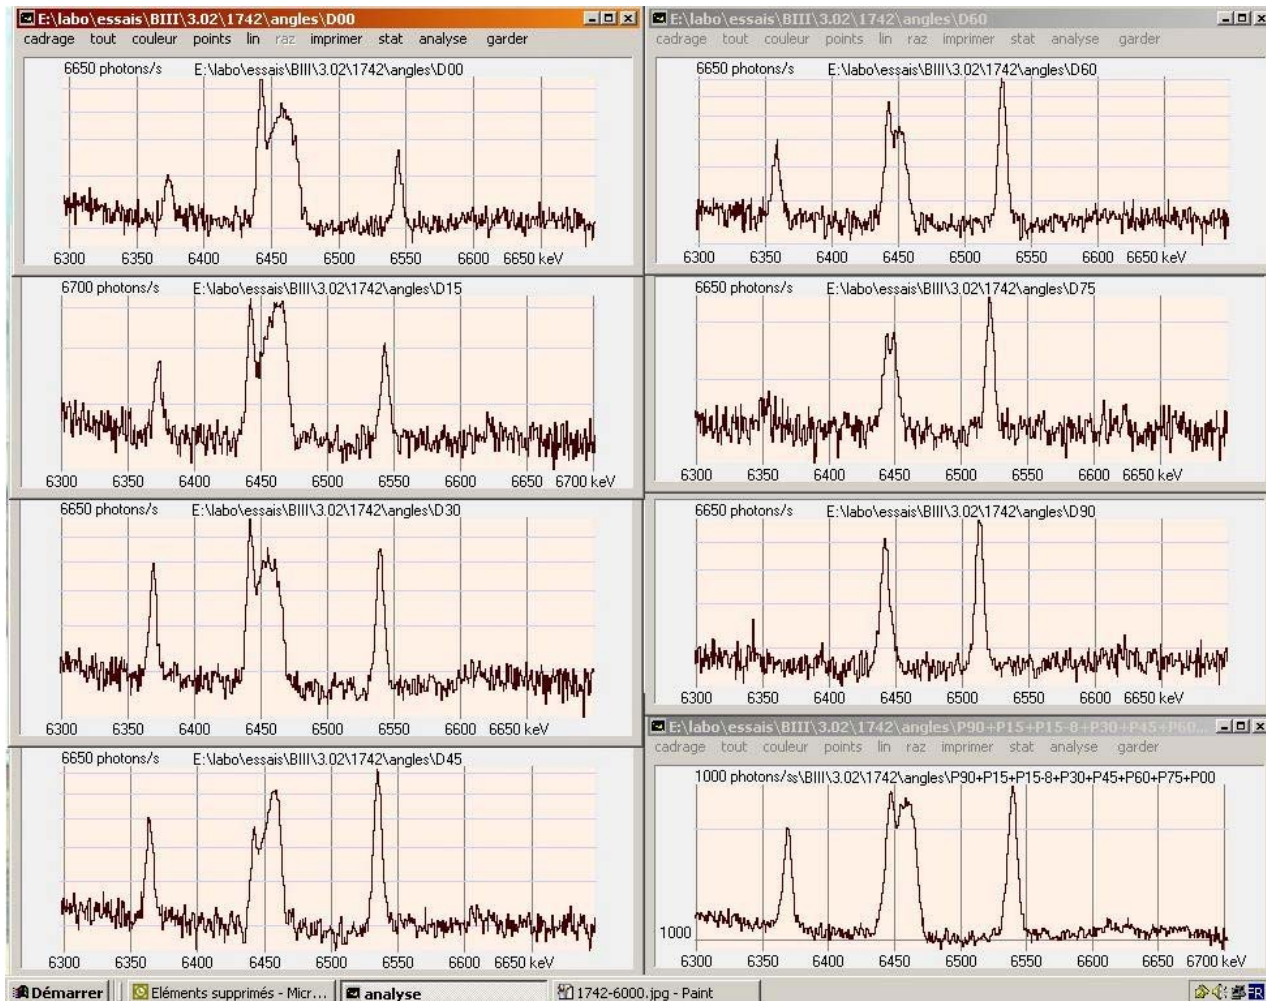 E:\labo\essais\BIII\3.02\1742\angles\D00
cadrage tout couleur points lin raz imprimer stat analyse garder
6650 photons/s E:\labo\essais\BIII\3.02\1742\angles\D00
6300 6350 6400 6450 6500 6550 6600 6650 keV
6700 photons/s E:\labo\essais\BIII\3.02\1742\angles\D15
6300 6350 6400 6450 6500 6550 6600 6650 6700 keV
6650 photons/s E:\labo\essais\BIII\3.02\1742\angles\D30
6300 6350 6400 6450 6500 6550 6600 6650 keV
6650 photons/s E:\labo\essais\BIII\3.02\1742\angles\D45
6300 6350 6400 6450 6500 6550 6600 6650 keV
E:\labo\essais\BIII\3.02\1742\angles\D60
cadrage tout couleur points lin raz imprimer stat analyse garder
6650 photons/s E:\labo\essais\BIII\3.02\1742\angles\D60
6300 6350 6400 6450 6500 6550 6600 6650 keV
6650 photons/s E:\labo\essais\BIII\3.02\1742\angles\D75
6300 6350 6400 6450 6500 6550 6600 6650 keV
6650 photons/s E:\labo\essais\BIII\3.02\1742\angles\D90
6300 6350 6400 6450 6500 6550 6600 6650 keV
E:\labo\essais\BIII\3.02\1742\angles\P90+P15+P15-8+P30+P45+P60...
cadrage tout couleur points lin raz imprimer stat analyse garder
1000 photons/ss\BIII\3.02\1742\angles\P90+P15+P15-8+P30+P45+P60+P75+P00
1000
6300 6350 6400 6450 6500 6550 6600 6650 6700 keV
Démarrer Eléments supprimés - Micr... analyse 1742-6000.jpg - Paint FR